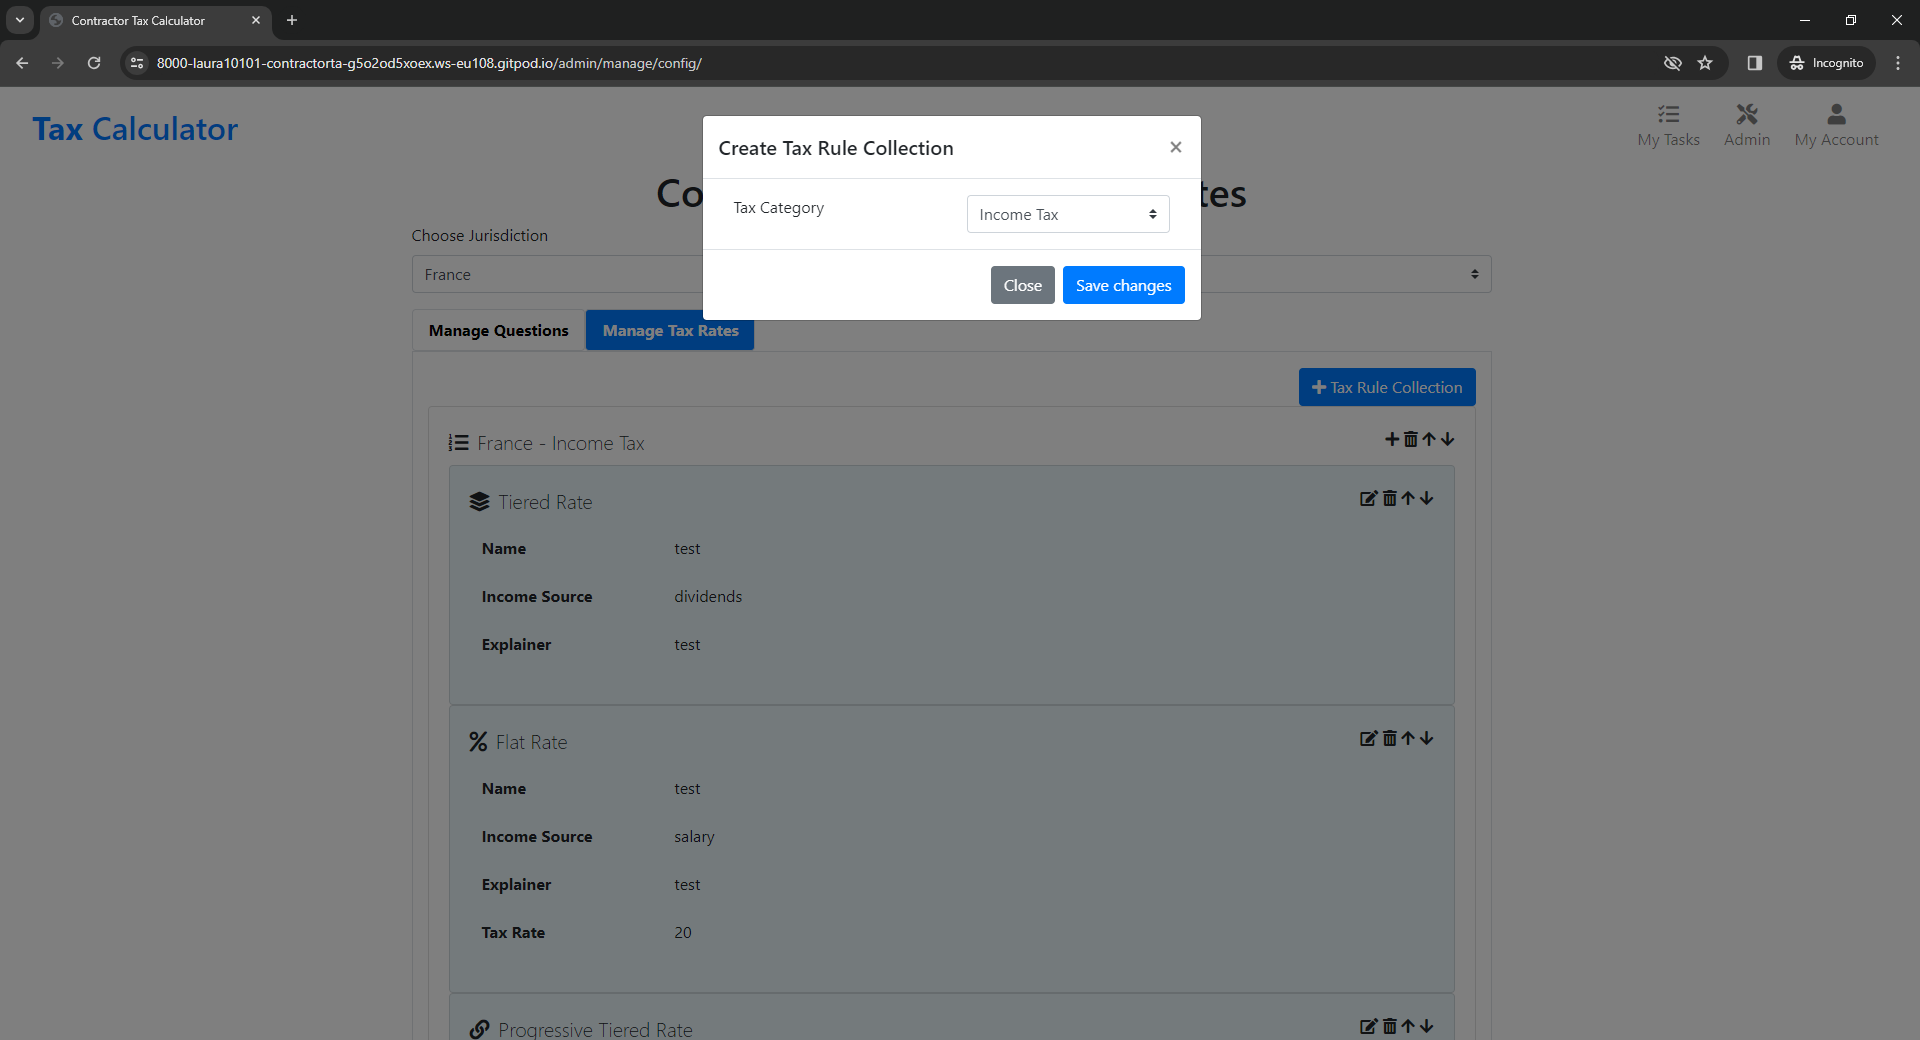 Contractor Tax Calculator
8000-laura10101-contractorta-g5o2od5xoex.ws-eu108.gitpod.io/admin/manage/config/
Incognito
Tax Calculator
My Tasks
Admin
My Account
Create Tax Rule Collection
×
Tax Category
Income Tax
Close
Save changes
Choose Jurisdiction
France
Manage Questions
Manage Tax Rates
Tax Rule Collection
France - Income Tax
Tiered Rate
Name test
Income Source dividends
Explainer test
Flat Rate
Name test
Income Source salary
Explainer test
Tax Rate 20
Progressive Tiered Rate